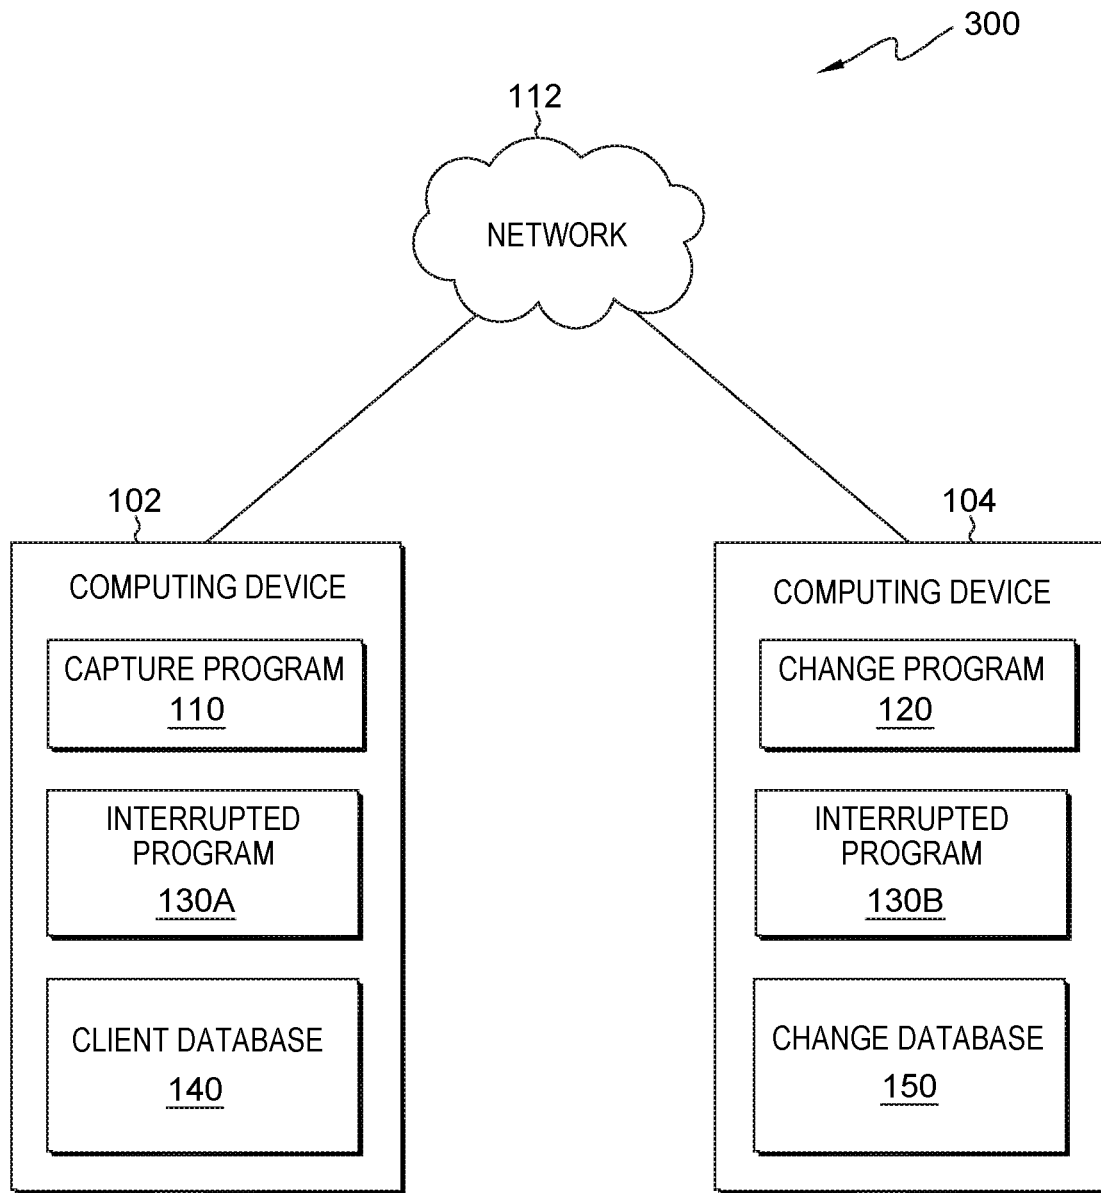 300
112
NETWORK
102
COMPUTING DEVICE
CAPTURE PROGRAM
110
INTERRUPTED
PROGRAM
130A
CLIENT DATABASE
140
104
COMPUTING DEVICE
CHANGE PROGRAM
120
INTERRUPTED
PROGRAM
130B
CHANGE DATABASE
150